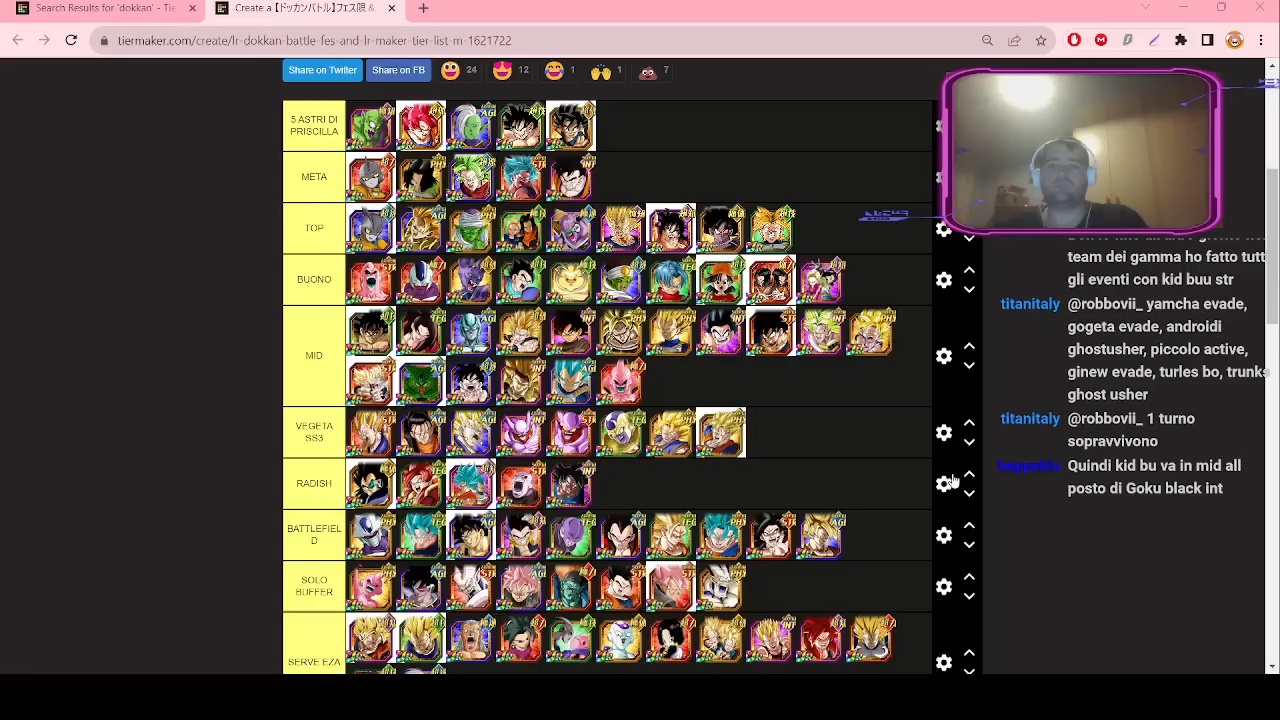 Search Results for 'dokkan' - Tie
Create a 【ドッカンバトル】フェス限 &
tiermaker.com/create/lr-dokkan-battle-fes-and-lr-maker-tier-list-m-1621722
Share on Twitter
Share on FB
24
12
1
1
7
5 ASTRI DI
PRISCILLA
META
TOP
BUONO
MID
VEGETA
SS3
RADISH
BATTLEFIEL
D
SOLO
BUFFER
SERVE EZA
team dei gamma ho fatto tutt
gli eventi con kid buu str
titanitaly @robbovii_ yamcha evade,
gogeta evade, androidi
ghostusher, piccolo active,
ginew evade, turles bo, trunks
ghost usher
titanitaly @robbovii_ 1 turno
sopravvivono
Quindi kid bu va in mid all
posto di Goku black int